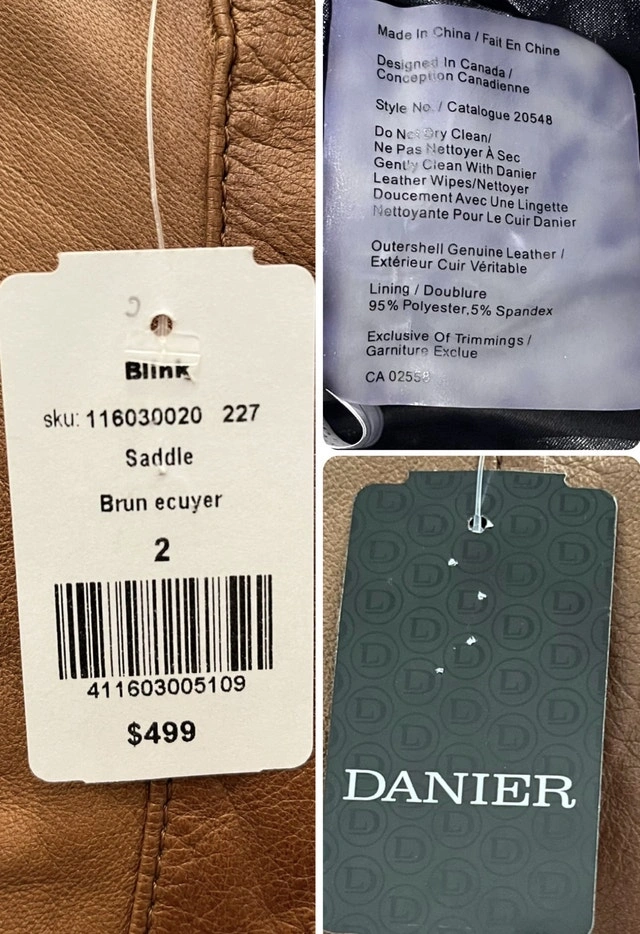 Blink
sku: 116030020 227
Saddle
Brun ecuyer
2
411603005109
$499
Made In China / Fait En Chine
Designed In Canada /
Conception Canadienne
Style No. / Catalogue 20548
Do Not Dry Clean/
Ne Pas Nettoyer À Sec
Gently Clean With Danier
Leather Wipes/Nettoyer
Doucement Avec Une Lingette
Nettoyante Pour Le Cuir Danier
Outershell Genuine Leather /
Extérieur Cuir Véritable
Lining / Doublure
95% Polyester,5% Spandex
Exclusive Of Trimmings /
Garniture Exclue
CA 02558
DANIER